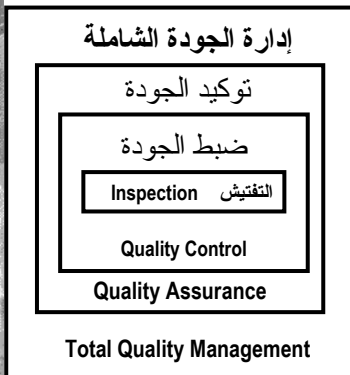 إدارة الجودة الشاملة
توكيد الجودة
ضبط الجودة
التفتيش Inspection
Quality Control
Quality Assurance
Total Quality Management